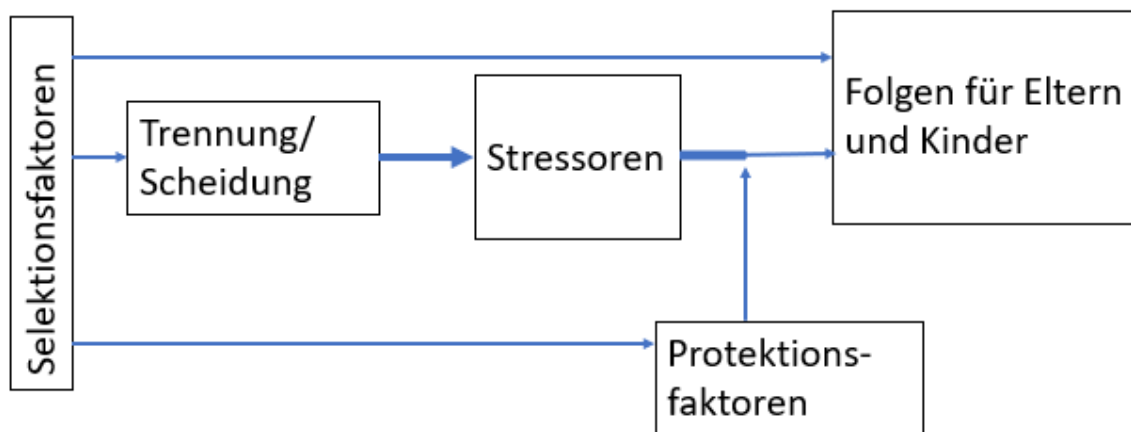 Selektionsfaktoren
Trennung/
Scheidung
Stressoren
Folgen für Eltern
und Kinder
Protektions-
faktoren